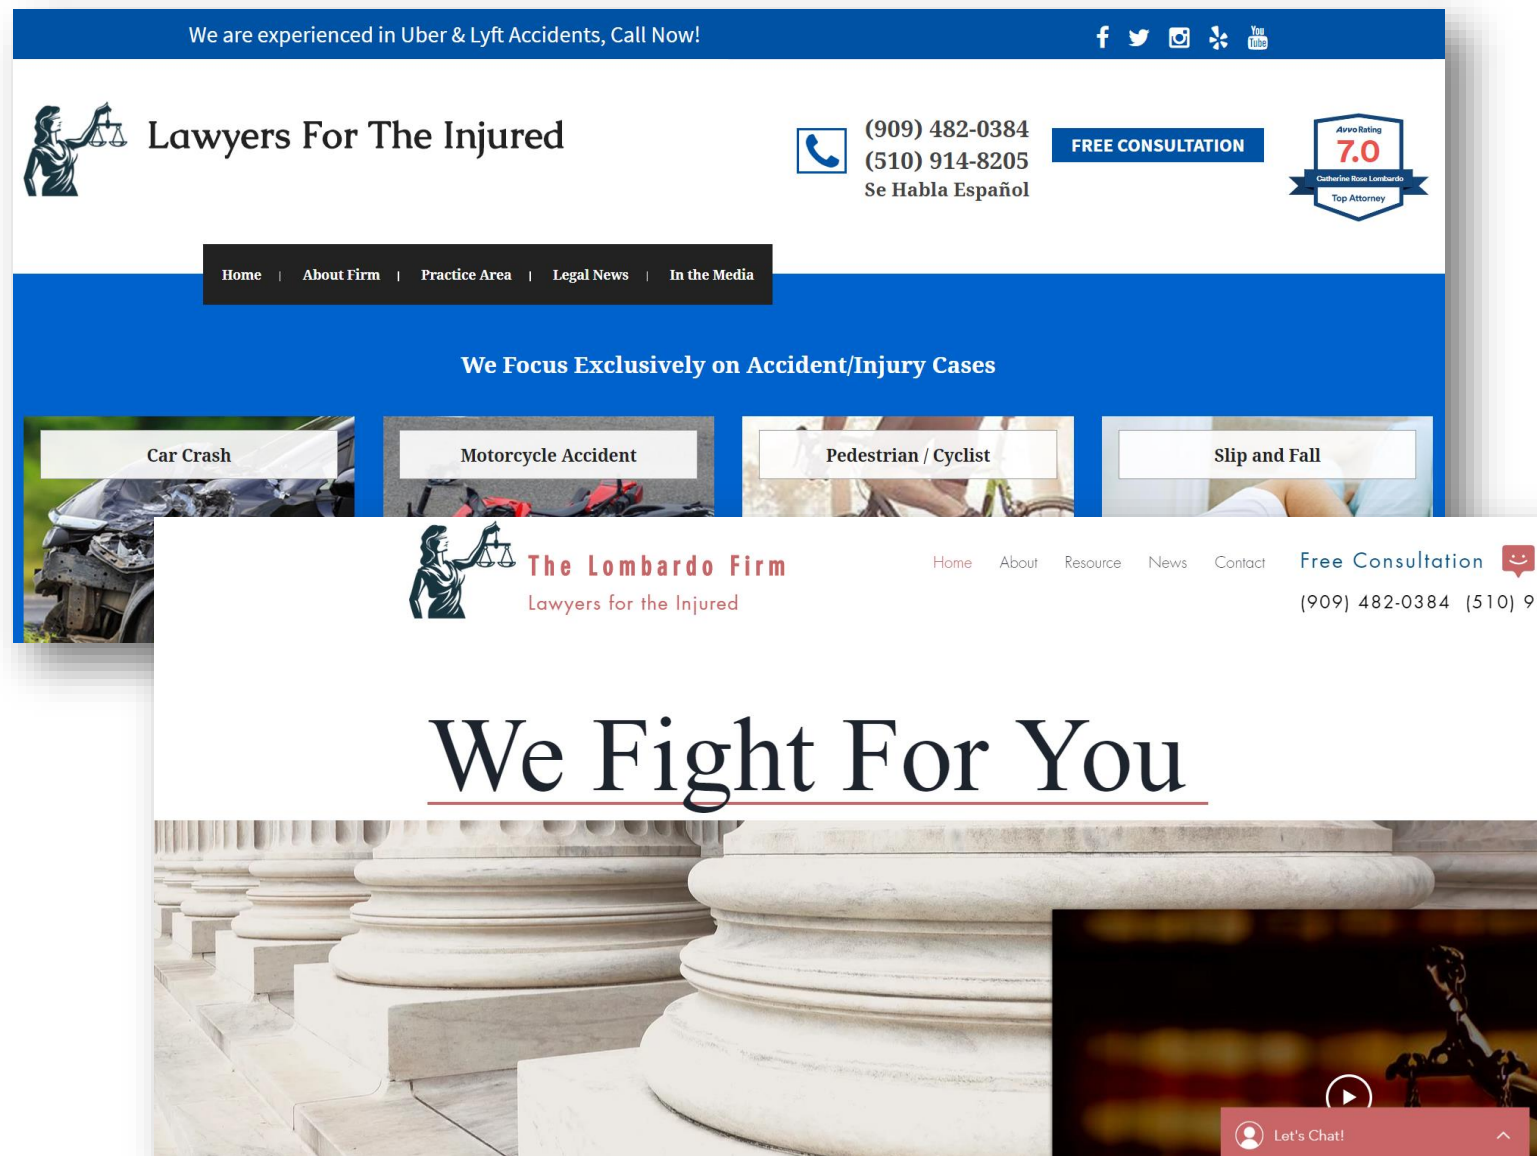 We are experienced in Uber & Lyft Accidents, Call Now!
You
Tube
Lawyers For The Injured
(909) 482-0384
(510) 914-8205
Se Habla Español
FREE CONSULTATION
Avvo Rating
7.0
Catherine Rose Lombardo
Top Attorney
Home | About Firm | Practice Area | Legal News | In the Media
We Focus Exclusively on Accident/Injury Cases
Car Crash
Motorcycle Accident
Pedestrian / Cyclist
Slip and Fall
The Lombardo Firm
Lawyers for the Injured
Home About Resource News Contact
Free Consultation
(909) 482-0384 (510) 9
We Fight For You
Let's Chat!